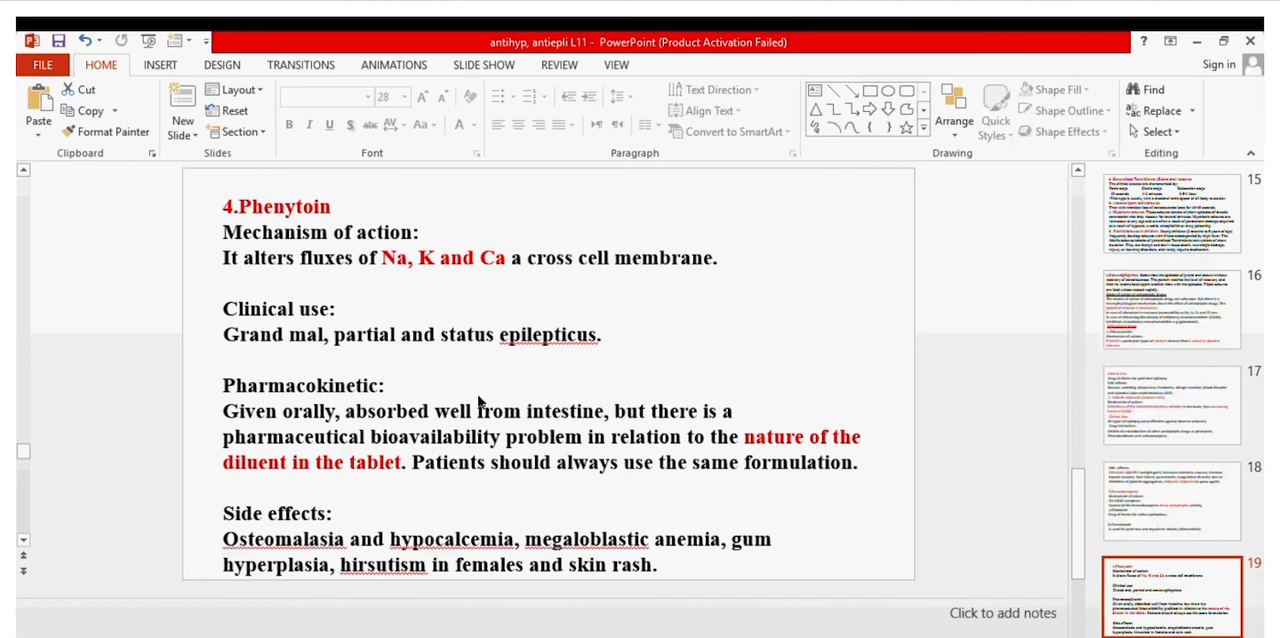 antihyp, antiepli L11 - PowerPoint (Product Activation Failed)
FILE HOME INSERT DESIGN TRANSITIONS ANIMATIONS SLIDE SHOW REVIEW VIEW Sign in
Paste
Cut
Copy
Format Painter
Clipboard
New Slide
Layout
Reset
Section
Slides
28
B I U S abc AV Aa A
Font
Text Direction
Align Text
Convert to SmartArt
Paragraph
Arrange
Quick Styles
Shape Fill
Shape Outline
Shape Effects
Drawing
Find
Replace
Select
Editing
4.Phenytoin
Mechanism of action:
It alters fluxes of Na, K and Ca a cross cell membrane.
Clinical use:
Grand mal, partial and status epilepticus.
Pharmacokinetic:
Given orally, absorbed well from intestine, but there is a
pharmaceutical bioavailability problem in relation to the nature of the
diluent in the tablet. Patients should always use the same formulation.
Side effects:
Osteomalasia and hypocalcemia, megaloblastic anemia, gum
hyperplasia, hirsutism in females and skin rash.
Click to add notes
15
16
17
18
19